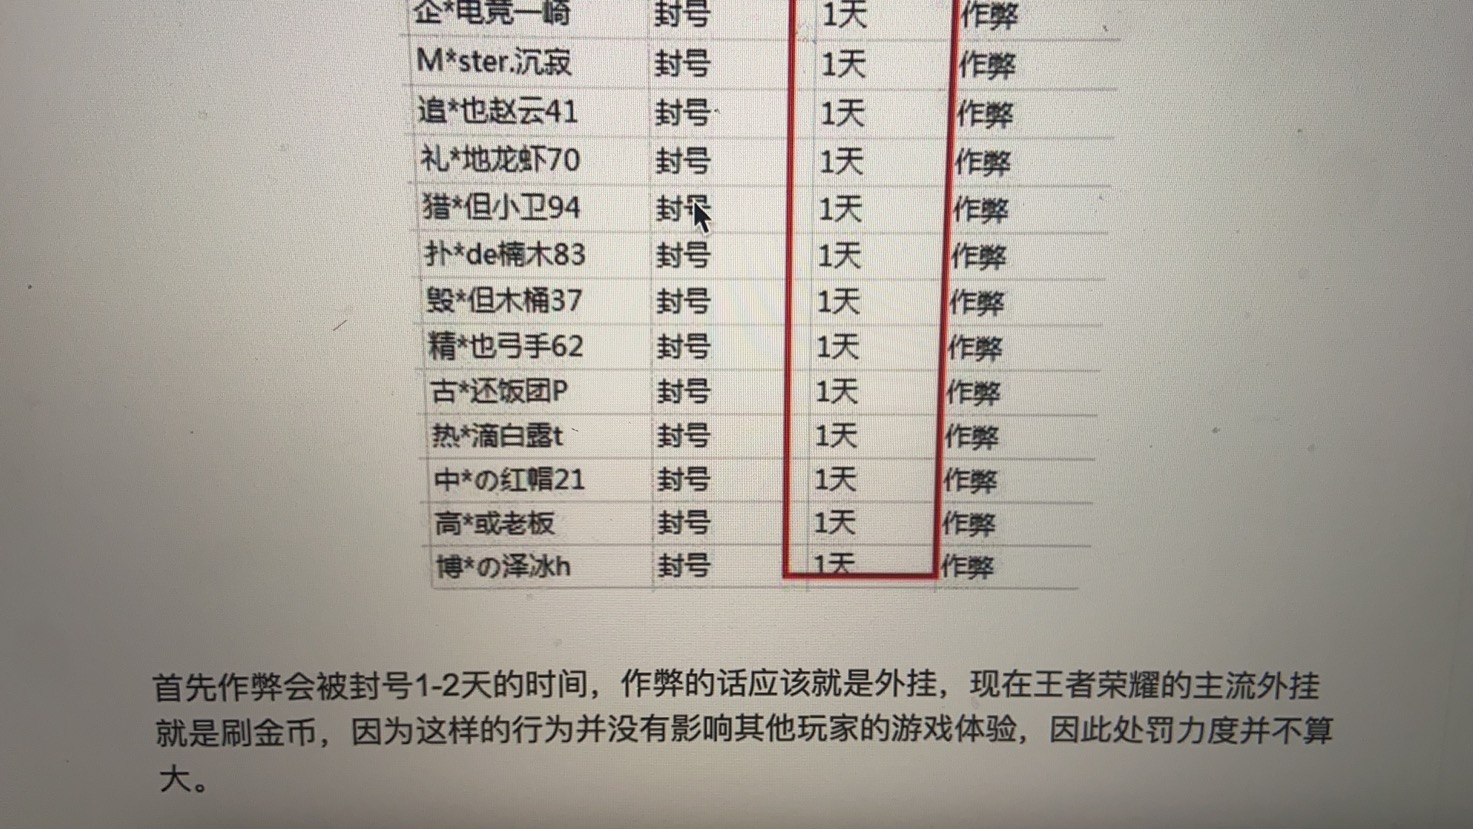 企*电竞一崎 封号 1天 作弊
M*ster.沉寂 封号 1天 作弊
追*也赵云41 封号 1天 作弊
礼*地龙虾70 封号 1天 作弊
猎*但小卫94 封号 1天 作弊
扑*de楠木83 封号 1天 作弊
毁*但木桶37 封号 1天 作弊
精*也弓手62 封号 1天 作弊
古*还饭团P 封号 1天 作弊
热*滴白露t 封号 1天 作弊
中*の红帽21 封号 1天 作弊
高*或老板 封号 1天 作弊
博*の泽冰h 封号 1天 作弊
首先作弊会被封号1-2天的时间，作弊的话应该就是外挂，现在王者荣耀的主流外挂
就是刷金币，因为这样的行为并没有影响其他玩家的游戏体验，因此处罚力度并不算
大。